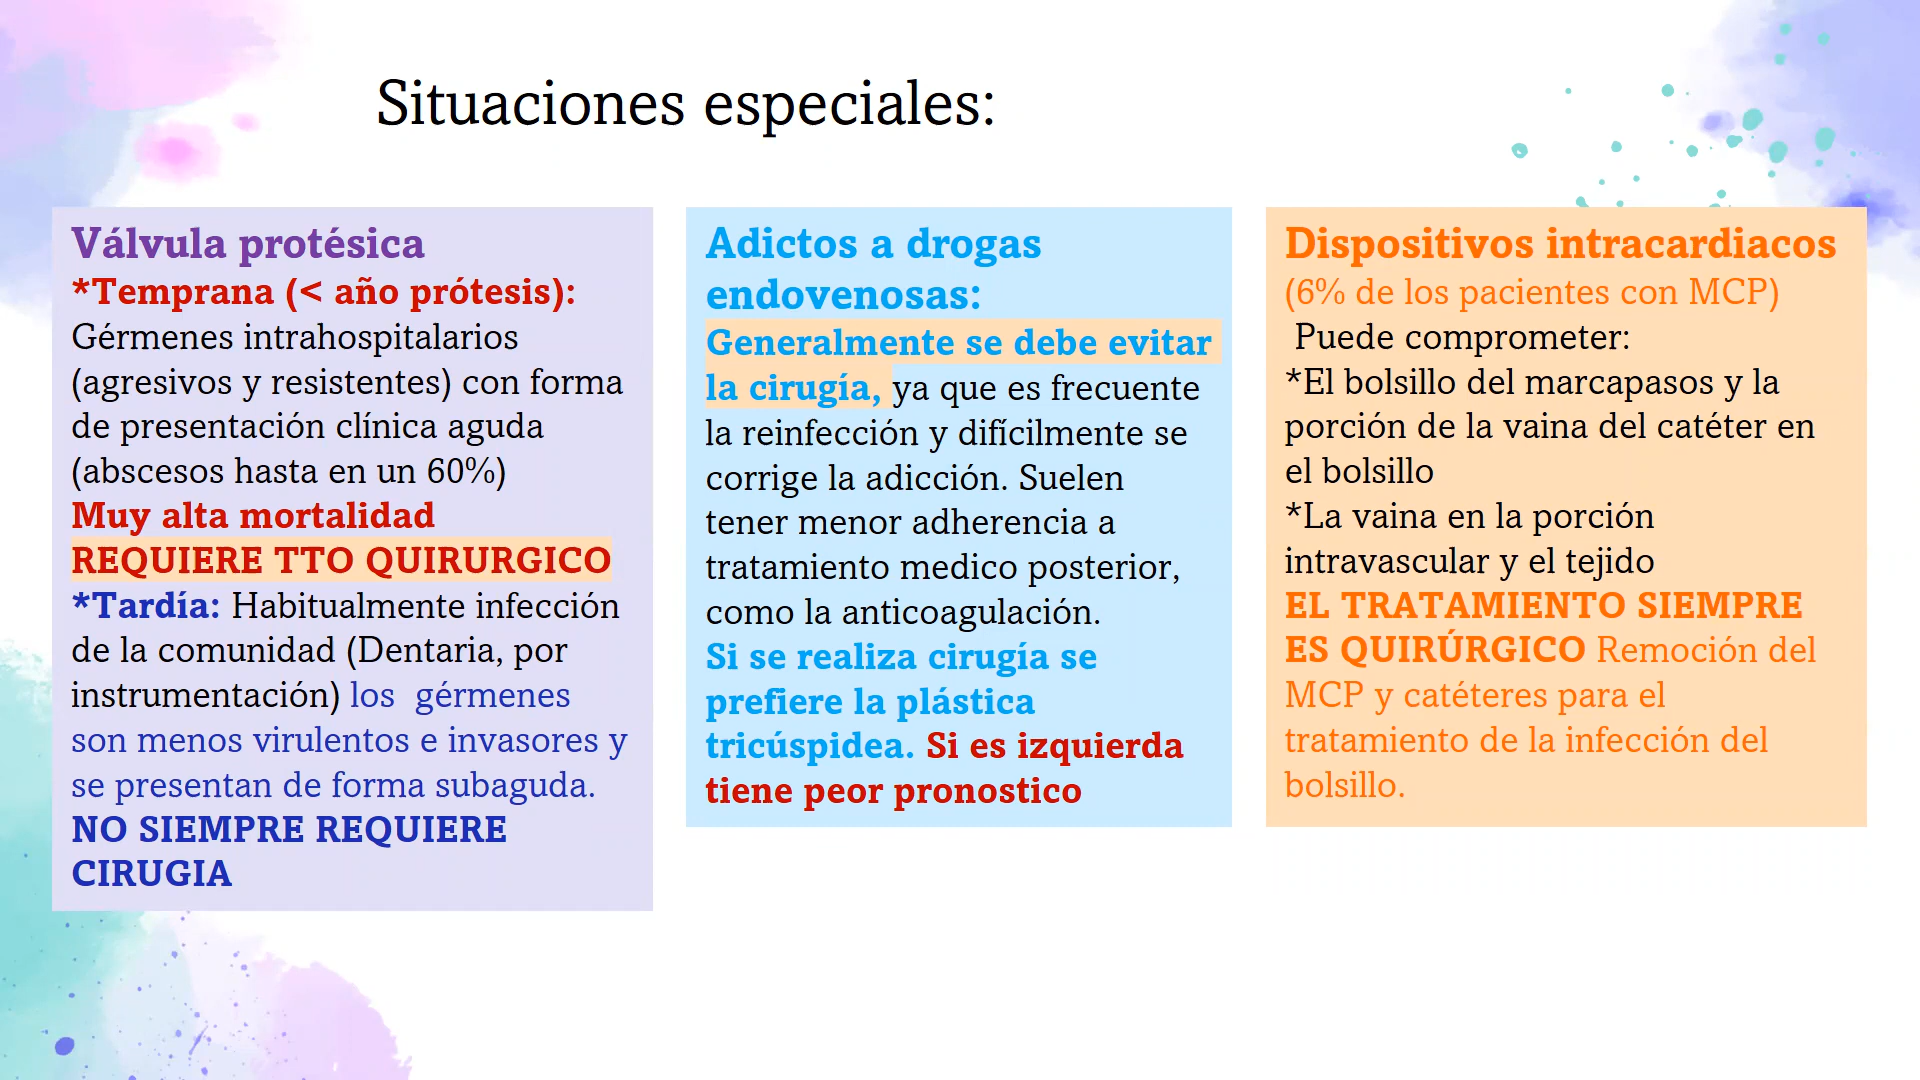 Situaciones especiales:
Válvula protésica
*Temprana (< año prótesis):
Gérmenes intrahospitalarios
(agresivos y resistentes) con forma
de presentación clínica aguda
(abscesos hasta en un 60%)
Muy alta mortalidad
REQUIERE TTO QUIRURGICO
*Tardía: Habitualmente infección
de la comunidad (Dentaria, por
instrumentación) los  gérmenes
son menos virulentos e invasores y
se presentan de forma subaguda.
NO SIEMPRE REQUIERE
CIRUGIA
Adictos a drogas
endovenosas:
Generalmente se debe evitar
la cirugía, ya que es frecuente
la reinfección y difícilmente se
corrige la adicción. Suelen
tener menor adherencia a
tratamiento medico posterior,
como la anticoagulación.
Si se realiza cirugía se
prefiere la plástica
tricúspidea. Si es izquierda
tiene peor pronostico
Dispositivos intracardiacos
(6% de los pacientes con MCP)
Puede comprometer:
*El bolsillo del marcapasos y la
porción de la vaina del catéter en
el bolsillo
*La vaina en la porción
intravascular y el tejido
EL TRATAMIENTO SIEMPRE
ES QUIRÚRGICO Remoción del
MCP y catéteres para el
tratamiento de la infección del
bolsillo.